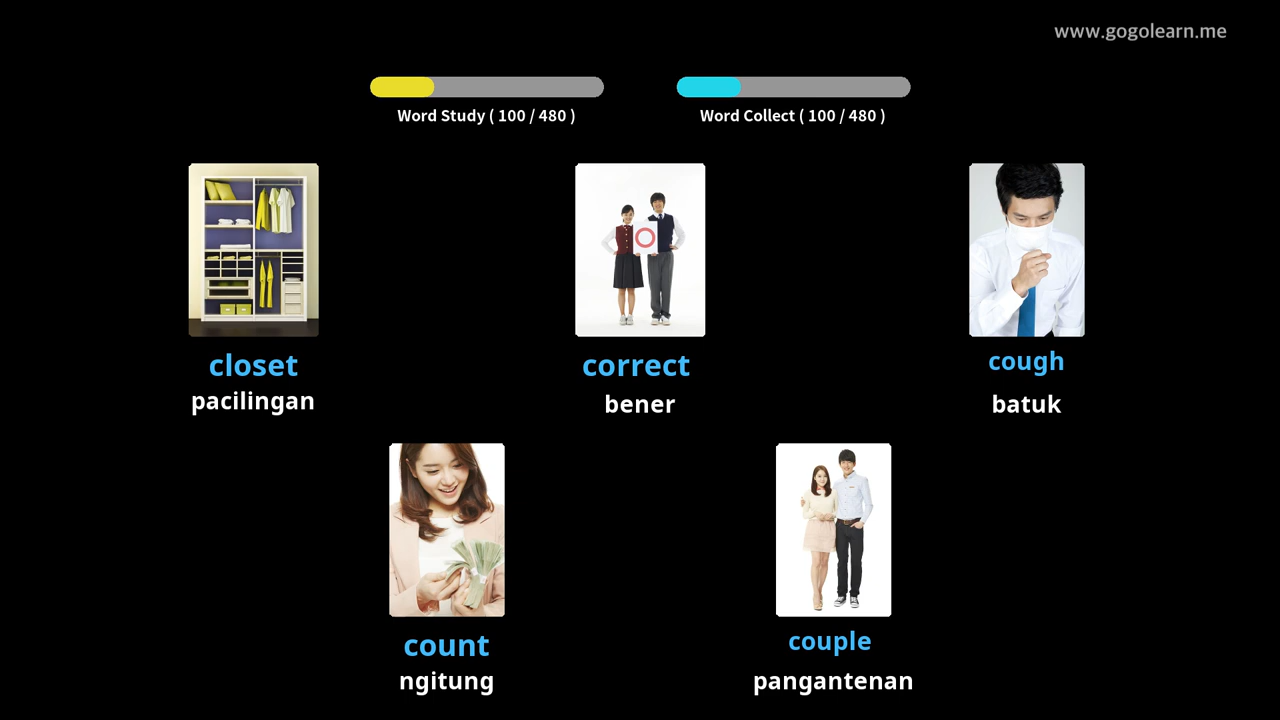 www.gogolearn.me
Word Study ( 100 / 480 )
Word Collect ( 100 / 480 )
closet
pacilingan
correct
bener
cough
batuk
count
ngitung
couple
pangantenan